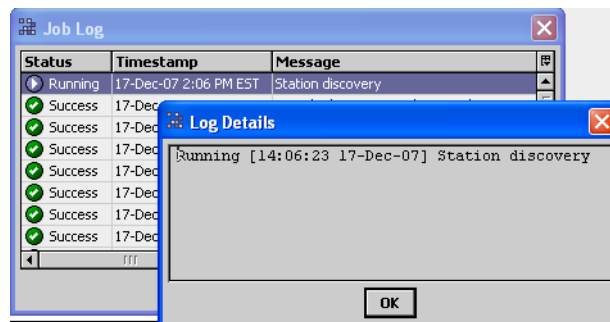 Job Log
Status Timestamp Message
Running 17-Dec-07 2:06 PM EST Station discovery
Success 17-Dec
Success 17-Dec
Success 17-Dec
Success 17-Dec
Success 17-Dec
Success 17-Dec
Success 17-Dec
Log Details
Running [14:06:23 17-Dec-07] Station discovery
OK